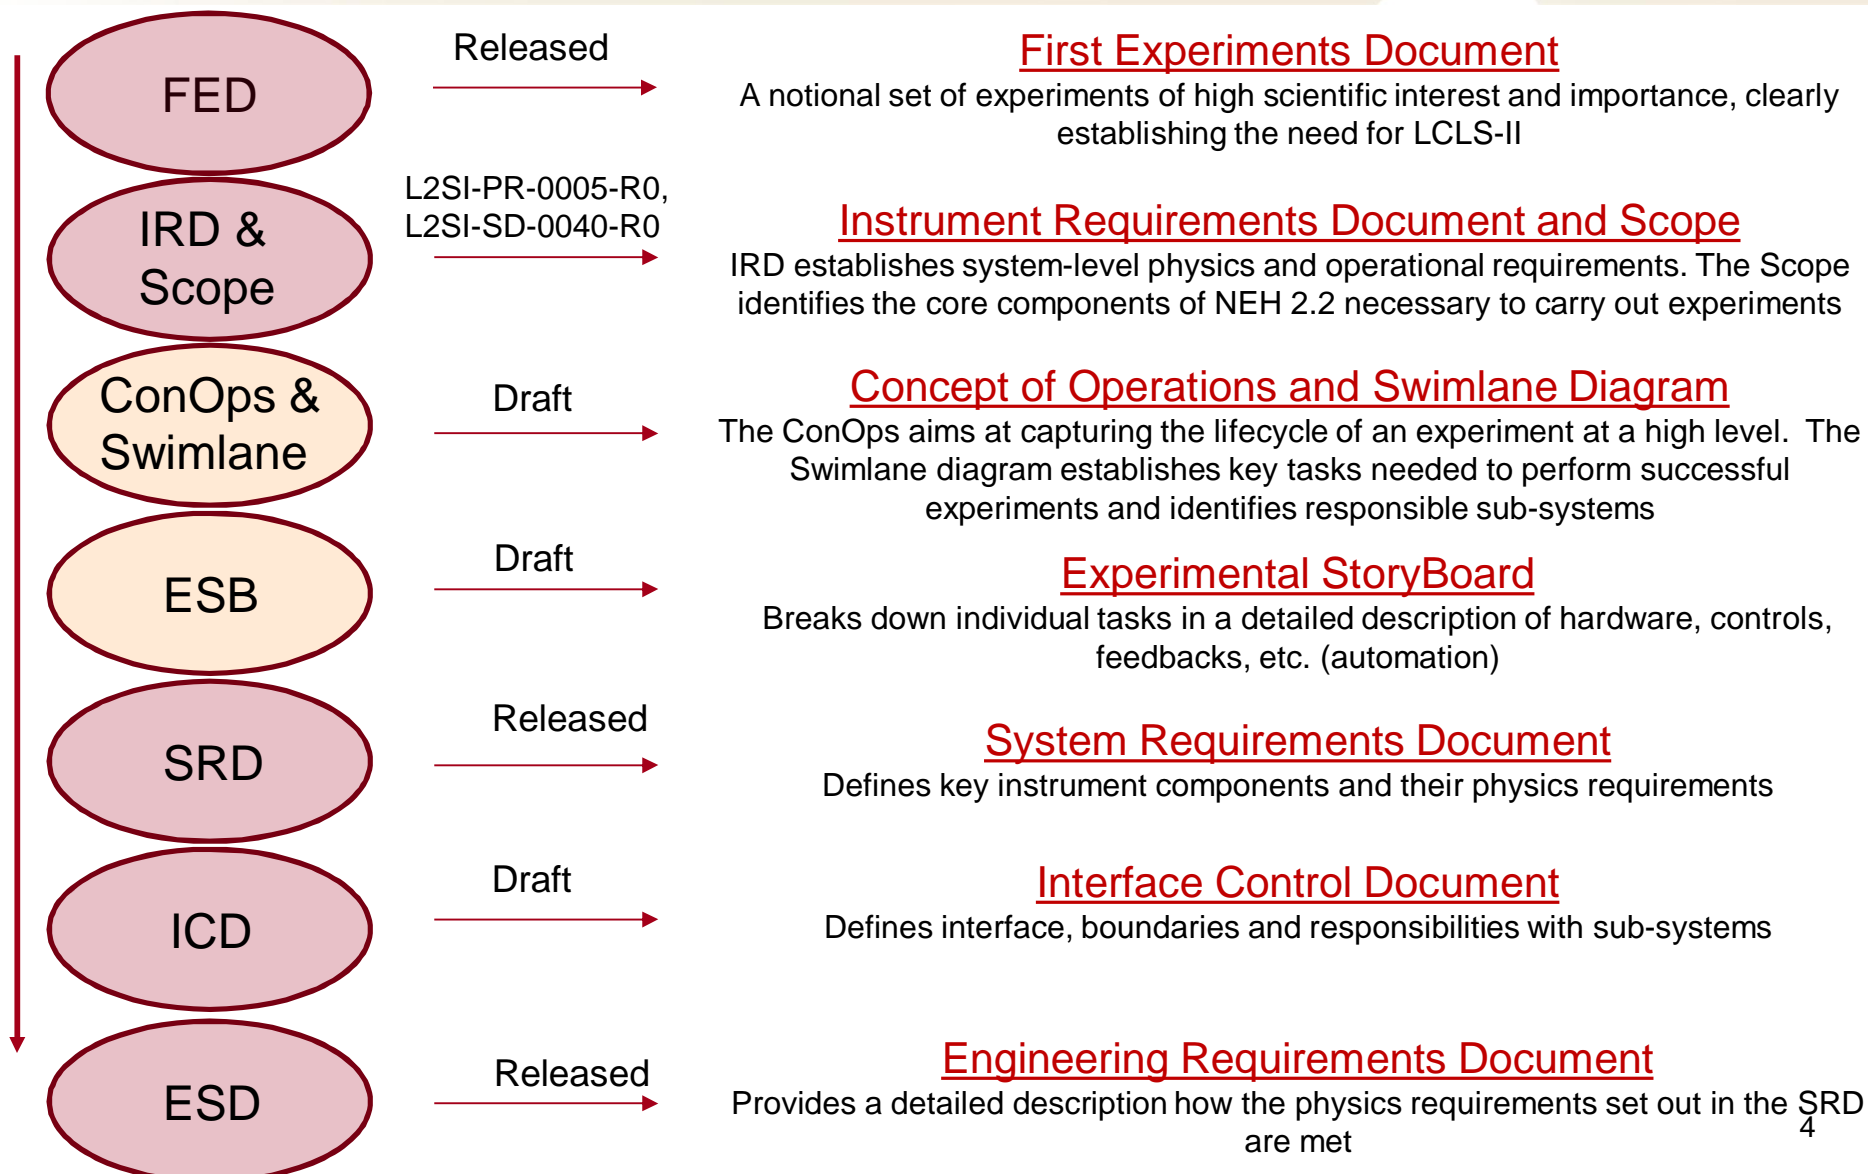 FED
Released
First Experiments Document
A notional set of experiments of high scientific interest and importance, clearly
establishing the need for LCLS-II
IRD &
Scope
L2SI-PR-0005-R0,
L2SI-SD-0040-R0
Instrument Requirements Document and Scope
IRD establishes system-level physics and operational requirements. The Scope
identifies the core components of NEH 2.2 necessary to carry out experiments
ConOps &
Swimlane
Draft
Concept of Operations and Swimlane Diagram
The ConOps aims at capturing the lifecycle of an experiment at a high level.  The
Swimlane diagram establishes key tasks needed to perform successful
experiments and identifies responsible sub-systems
ESB
Draft
Experimental StoryBoard
Breaks down individual tasks in a detailed description of hardware, controls,
feedbacks, etc. (automation)
SRD
Released
System Requirements Document
Defines key instrument components and their physics requirements
ICD
Draft
Interface Control Document
Defines interface, boundaries and responsibilities with sub-systems
ESD
Released
Engineering Requirements Document
Provides a detailed description how the physics requirements set out in the SRD
are met
4